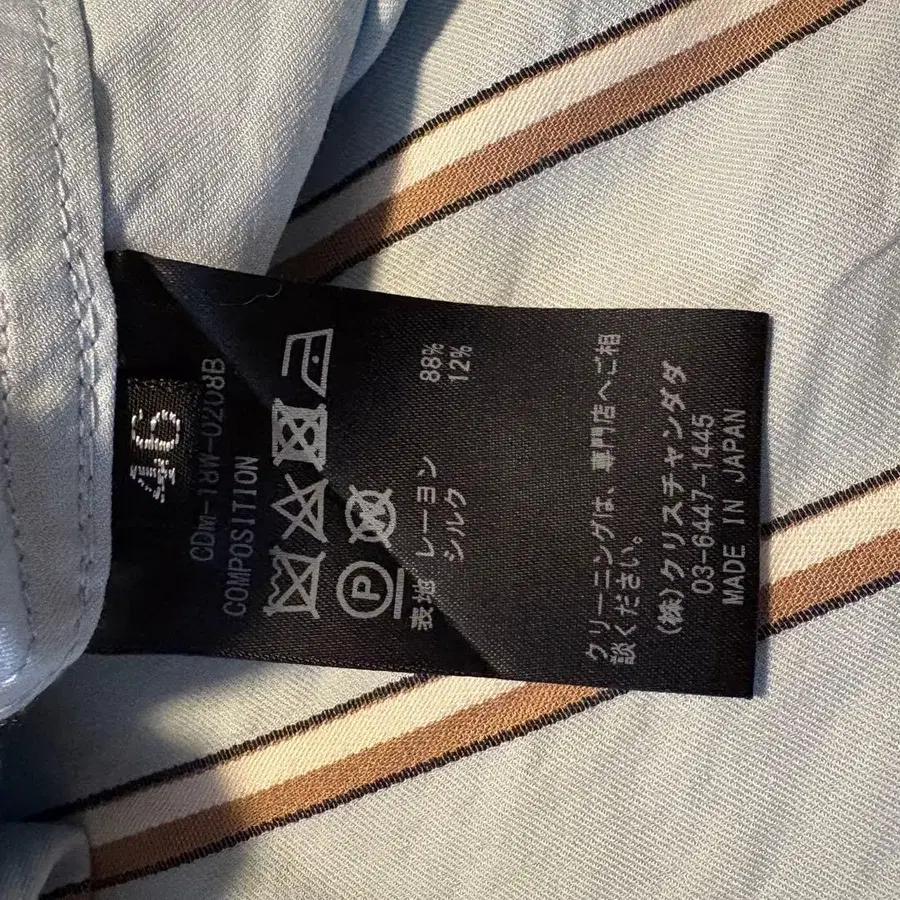 46
CDM-18W-0208B
COMPOSITION
P
表地 レーヨン 88%
シルク 12%
クリーニングは、専門店へご相
談ください。
(株)クリスチャンダダ
03-6447-1445
MADE IN JAPAN